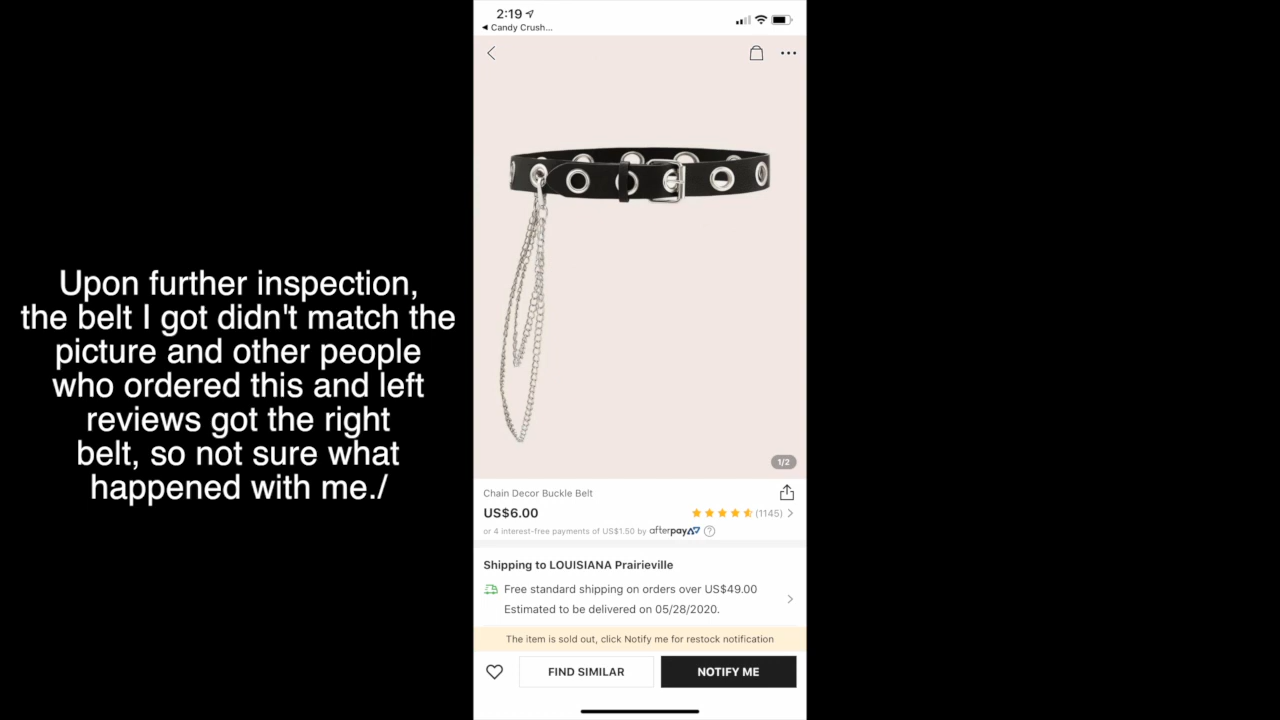 2:19
Candy Crush...
Upon further inspection,
the belt I got didn't match the
picture and other people
who ordered this and left
reviews got the right
belt, so not sure what
happened with me./
1/2
Chain Decor Buckle Belt
US$6.00
(1145)
or 4 interest-free payments of US$1.50 by afterpay ?
Shipping to LOUISIANA Prairieville
Free standard shipping on orders over US$49.00
Estimated to be delivered on 05/28/2020.
The item is sold out, click Notify me for restock notification
FIND SIMILAR
NOTIFY ME